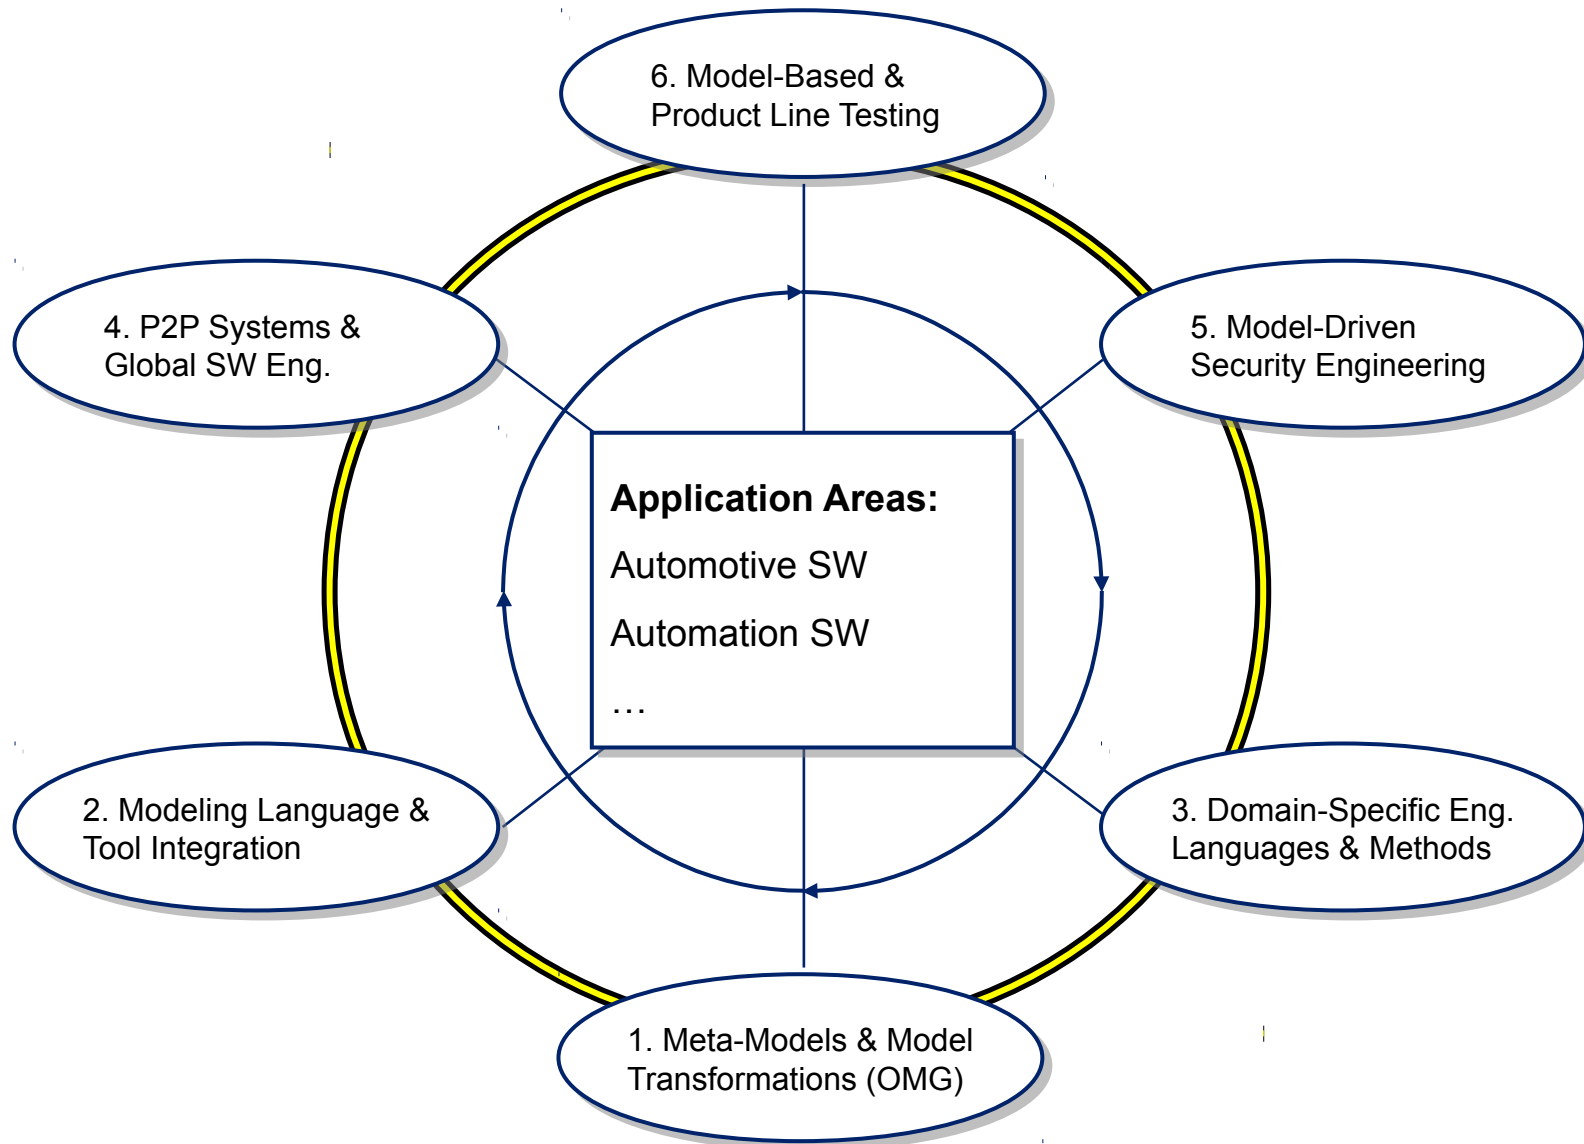 6. Model-Based &
Product Line Testing
4. P2P Systems &
Global SW Eng.
5. Model-Driven
Security Engineering
Application Areas:
Automotive SW
Automation SW
…
2. Modeling Language &
Tool Integration
3. Domain-Specific Eng.
Languages & Methods
1. Meta-Models & Model
Transformations (OMG)